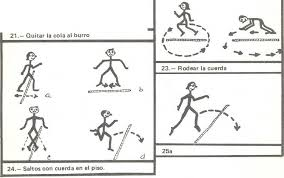 21.— Quitar la cola al burro
a
b
c
d
24.— Saltos con cuerda en el piso.
23.— Rodear la cuerda
25a